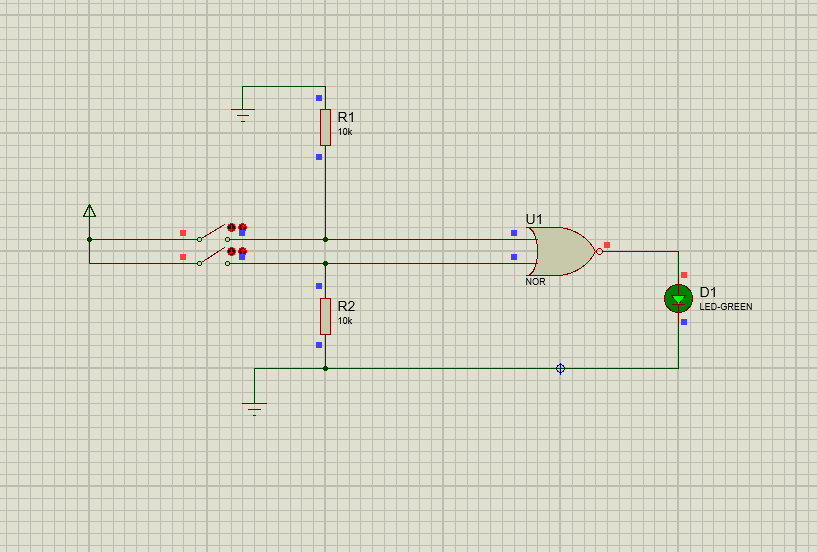 R1
10k
U1
NOR
D1
LED-GREEN
R2
10k